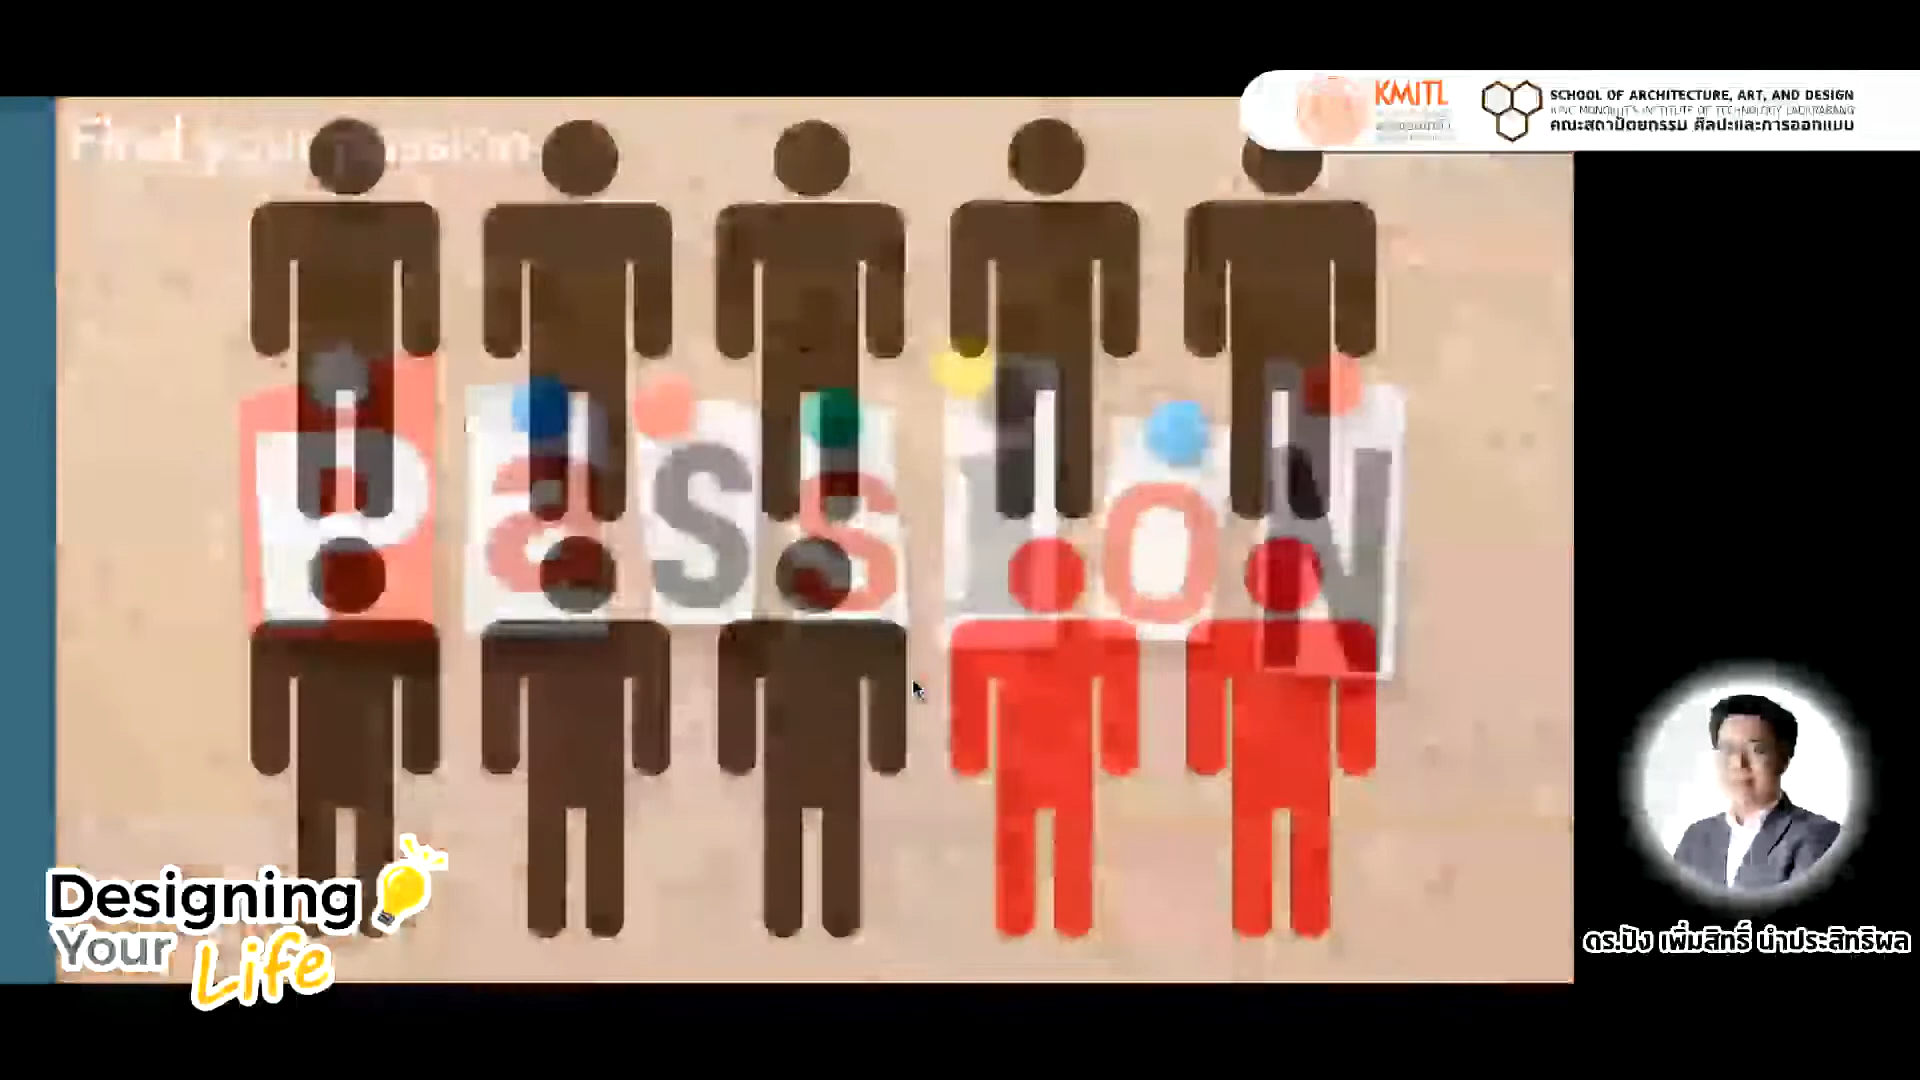 Find your passion
KMITL
SCHOOL OF ARCHITECTURE, ART, AND DESIGN
KING MONGKUT'S INSTITUTE OF TECHNOLOGY LADKRABANG
คณะสถาปัตยกรรม ศิลปะและการออกแบบ
PaSSION
Designing
Your
Life
ดร.ปัง เพิ่มสิทธิ์ นำประสิทธิผล